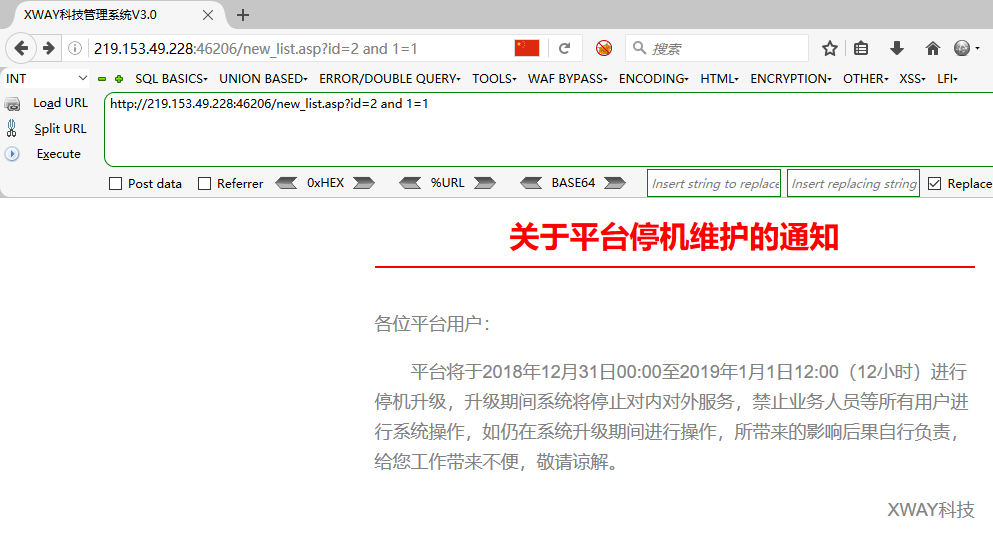 XWAY科技管理系统V3.0
219.153.49.228:46206/new_list.asp?id=2 and 1=1
搜索
INT
SQL BASICS
UNION BASED
ERROR/DOUBLE QUERY
TOOLS
WAF BYPASS
ENCODING
HTML
ENCRYPTION
OTHER
XSS
LFI
Load URL
http://219.153.49.228:46206/new_list.asp?id=2 and 1=1
Split URL
Execute
Post data
Referrer
0xHEX
%URL
BASE64
Insert string to replace
Insert replacing string
Replace
关于平台停机维护的通知
各位平台用户：
平台将于2018年12月31日00:00至2019年1月1日12:00（12小时）进行
停机升级，升级期间系统将停止对内对外服务，禁止业务人员等所有用户进
行系统操作，如仍在系统升级期间进行操作，所带来的影响后果自行负责，
给您工作带来不便，敬请谅解。
XWAY科技